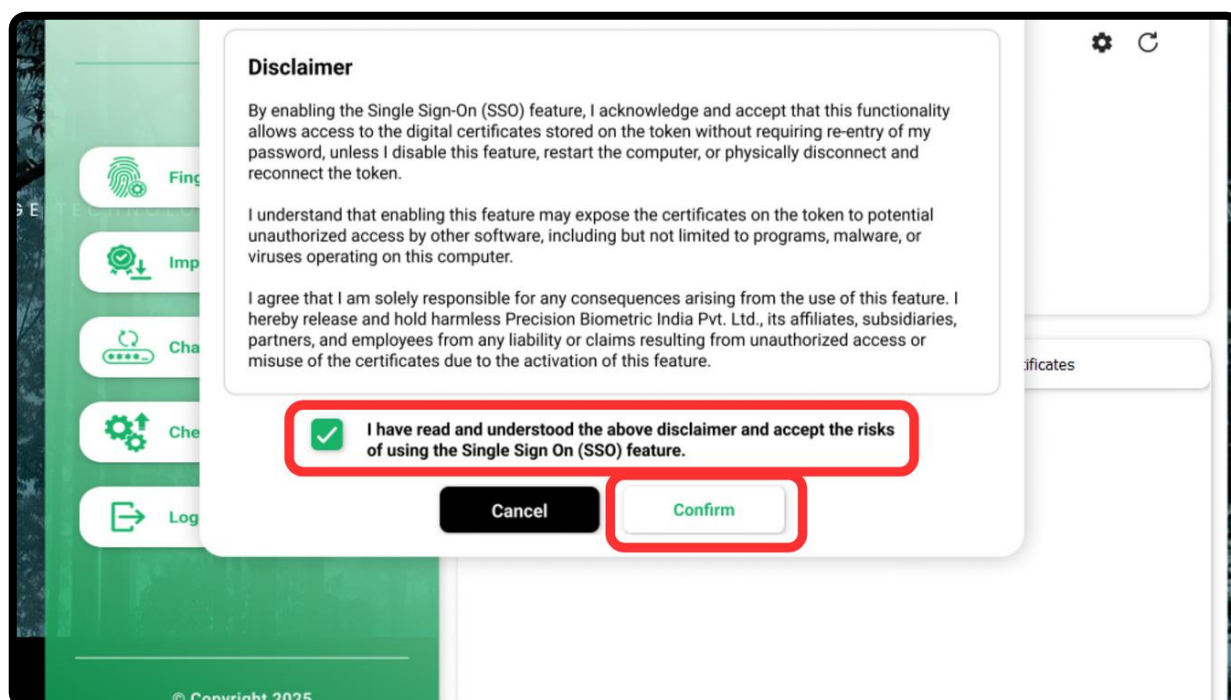 Disclaimer
By enabling the Single Sign-On (SSO) feature, I acknowledge and accept that this functionality
allows access to the digital certificates stored on the token without requiring re-entry of my
password, unless I disable this feature, restart the computer, or physically disconnect and
reconnect the token.
I understand that enabling this feature may expose the certificates on the token to potential
unauthorized access by other software, including but not limited to programs, malware, or
viruses operating on this computer.
I agree that I am solely responsible for any consequences arising from the use of this feature. I
hereby release and hold harmless Precision Biometric India Pvt. Ltd., its affiliates, subsidiaries,
partners, and employees from any liability or claims resulting from unauthorized access or
misuse of the certificates due to the activation of this feature.
I have read and understood the above disclaimer and accept the risks
of using the Single Sign On (SSO) feature.
Cancel
Confirm
Fing
Imp
Cha
Che
Log
tificates
© Copyright 2025